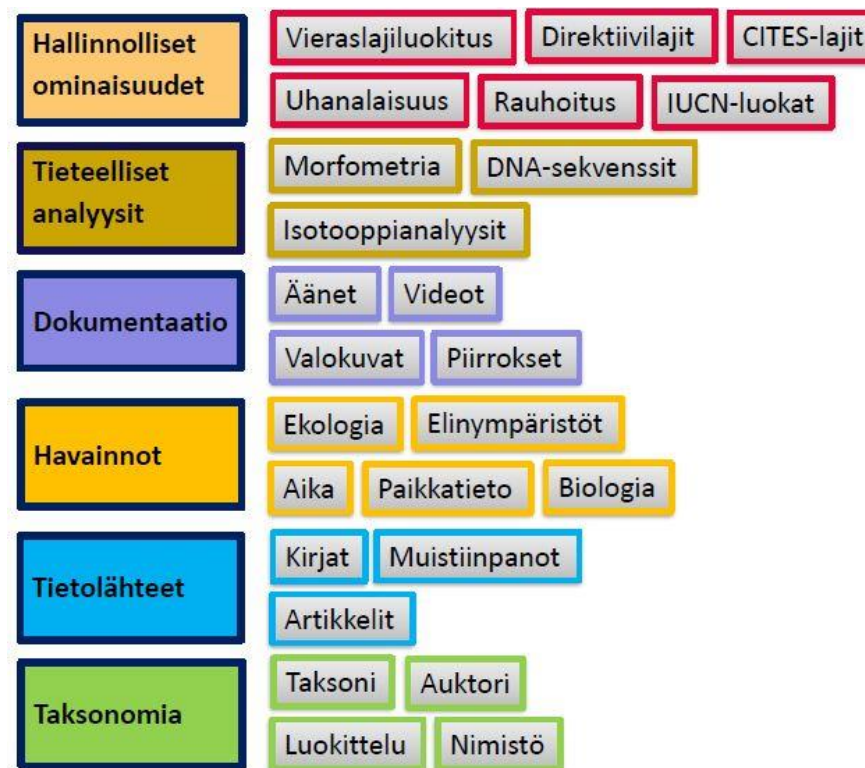 Hallinnolliset
ominaisuudet
Vieraslajiluokitus Direktiivilajit CITES-lajit
Uhanalaisuus Rauhoitus IUCN-luokat
Tieteelliset
analyysit
Morfometria DNA-sekvenssit
Isotooppianalyysit
Dokumentaatio
Äänet Videot
Valokuvat Piirrokset
Havainnot
Ekologia Elinympäristöt
Aika Paikkatieto Biologia
Tietolähteet
Kirjat Muistiinpanot
Artikkelit
Taksonomia
Taksoni Auktori
Luokittelu Nimistö